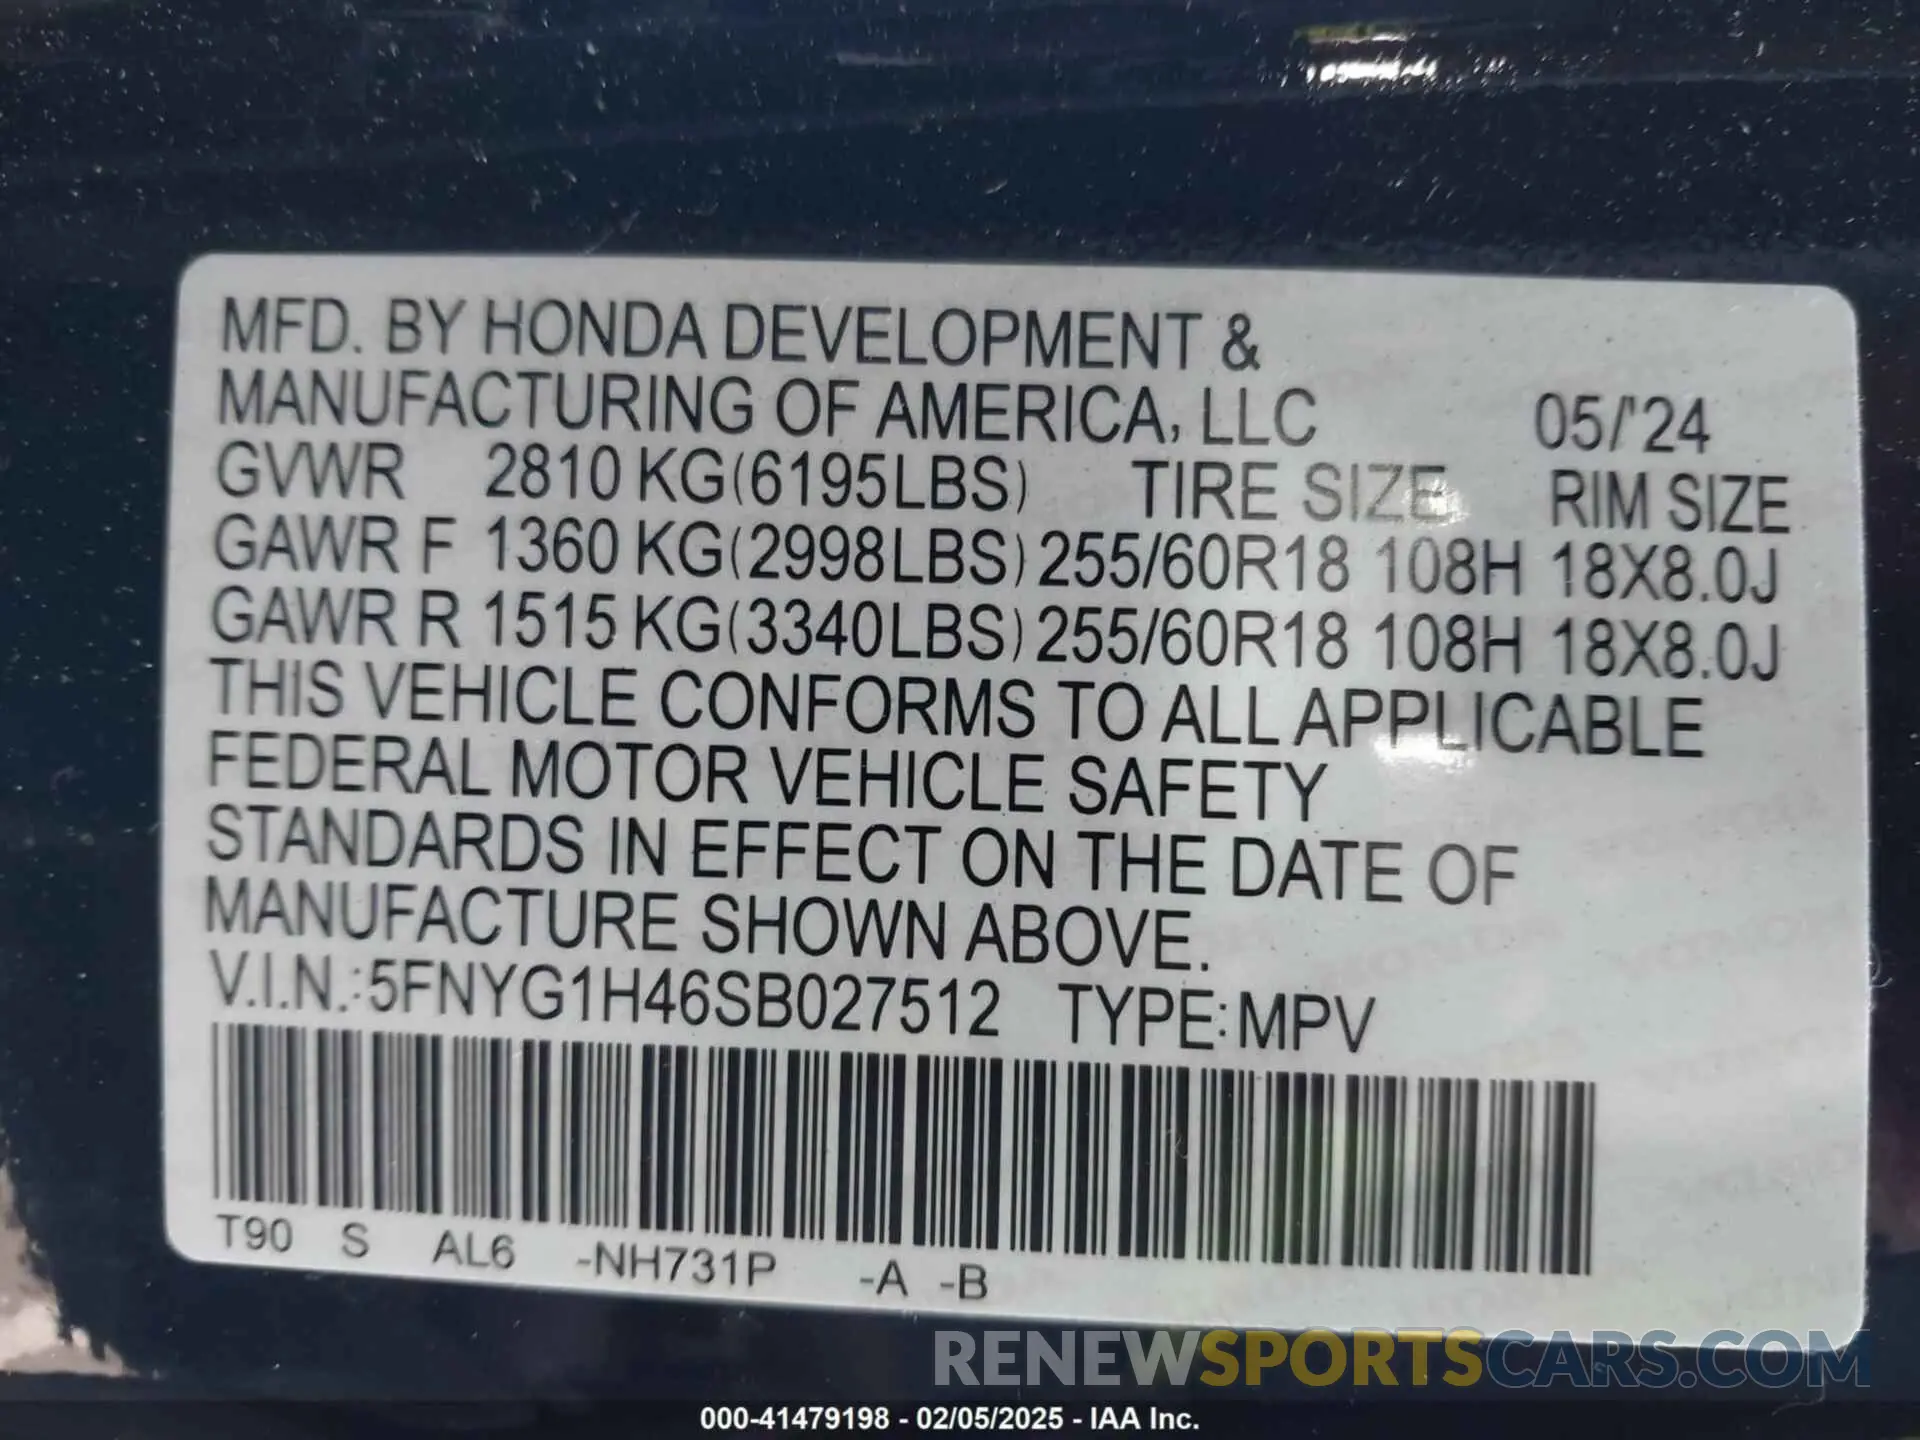 MFD. BY HONDA DEVELOPMENT &
MANUFACTURING OF AMERICA, LLC 05/'24
GVWR 2810 KG(6195LBS) TIRE SIZE RIM SIZE
GAWR F 1360 KG(2998LBS) 255/60R18 108H 18X8.0J
GAWR R 1515 KG(3340LBS) 255/60R18 108H 18X8.0J
THIS VEHICLE CONFORMS TO ALL APPLICABLE
FEDERAL MOTOR VEHICLE SAFETY
STANDARDS IN EFFECT ON THE DATE OF
MANUFACTURE SHOWN ABOVE.
V.I.N.:5FNYG1H46SB027512 TYPE:MPV
T90 S AL6 -NH731P -A -B
RENEWSPORTSCARS.COM
000-41479198 - 02/05/2025 - IAA Inc.